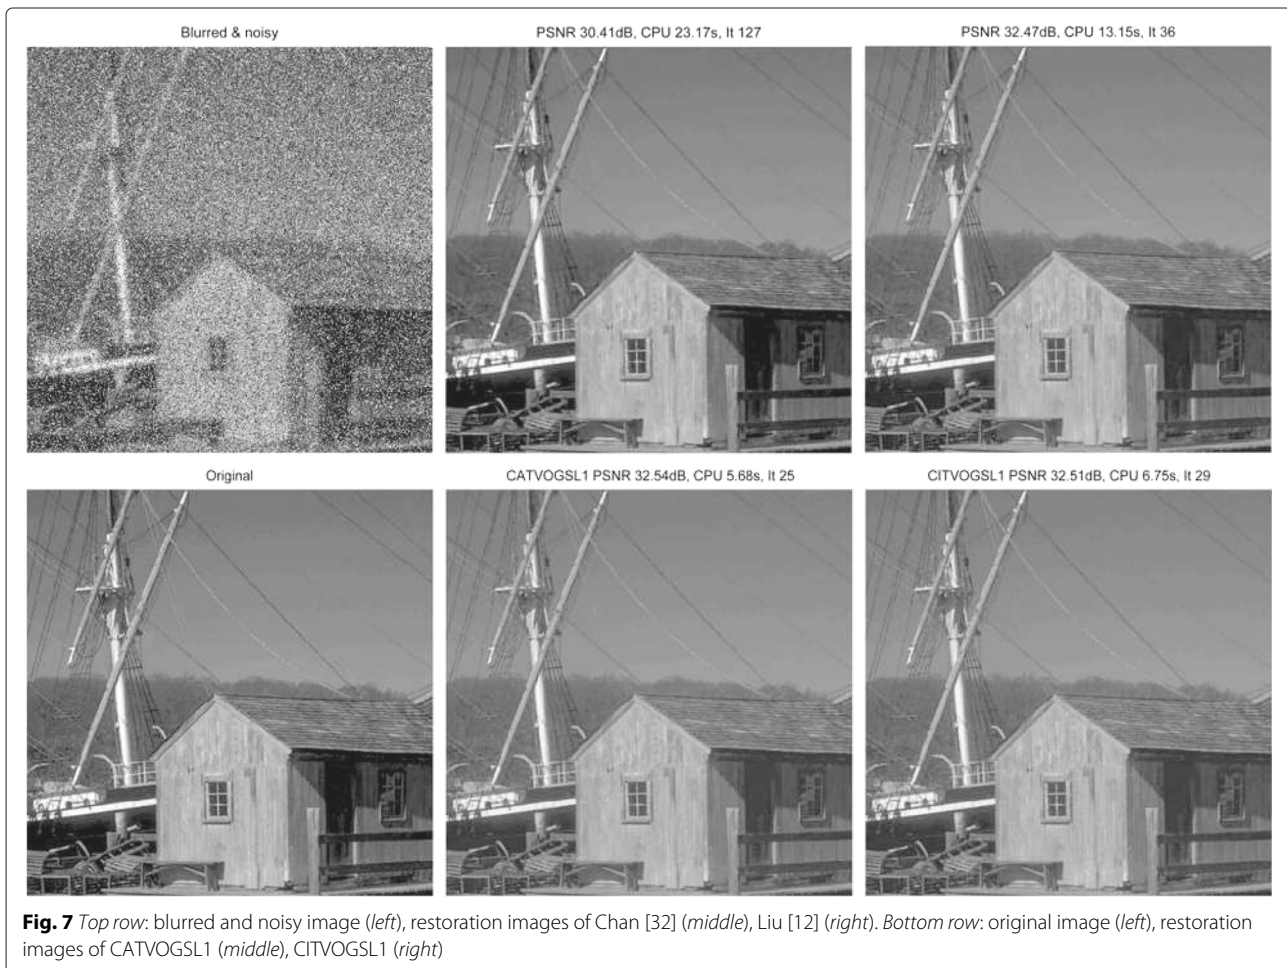 Blurred & noisy
PSNR 30.41dB, CPU 23.17s, It 127
PSNR 32.47dB, CPU 13.15s, It 36
Original
CATVOGSL1 PSNR 32.54dB, CPU 5.68s, It 25
CITVOGSL1 PSNR 32.51dB, CPU 6.75s, It 29
Fig. 7 Top row: blurred and noisy image (left), restoration images of Chan [32] (middle), Liu [12] (right). Bottom row: original image (left), restoration
images of CATVOGSL1 (middle), CITVOGSL1 (right)